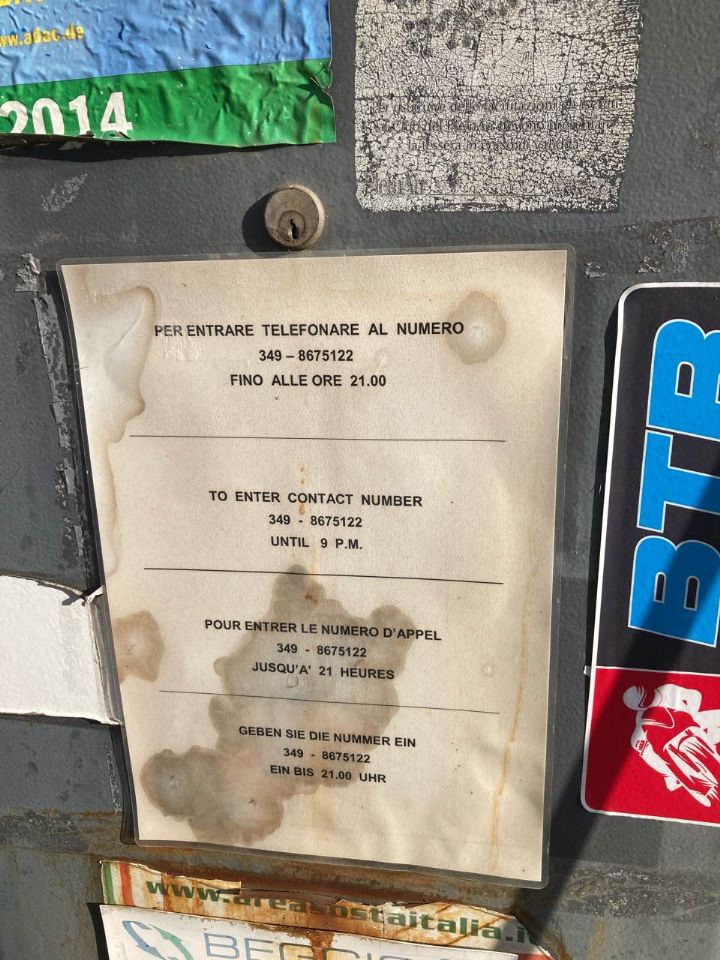 www.adac.de
2014
PER ENTRARE TELEFONARE AL NUMERO
349 – 8675122
FINO ALLE ORE 21.00
TO ENTER CONTACT NUMBER
349 - 8675122
UNTIL 9 P.M.
POUR ENTRER LE NUMERO D'APPEL
349 - 8675122
JUSQU'A' 21 HEURES
GEBEN SIE DIE NUMMER EIN
349 - 8675122
EIN BIS 21.00 UHR
BTB
www.areasostaitalia.it